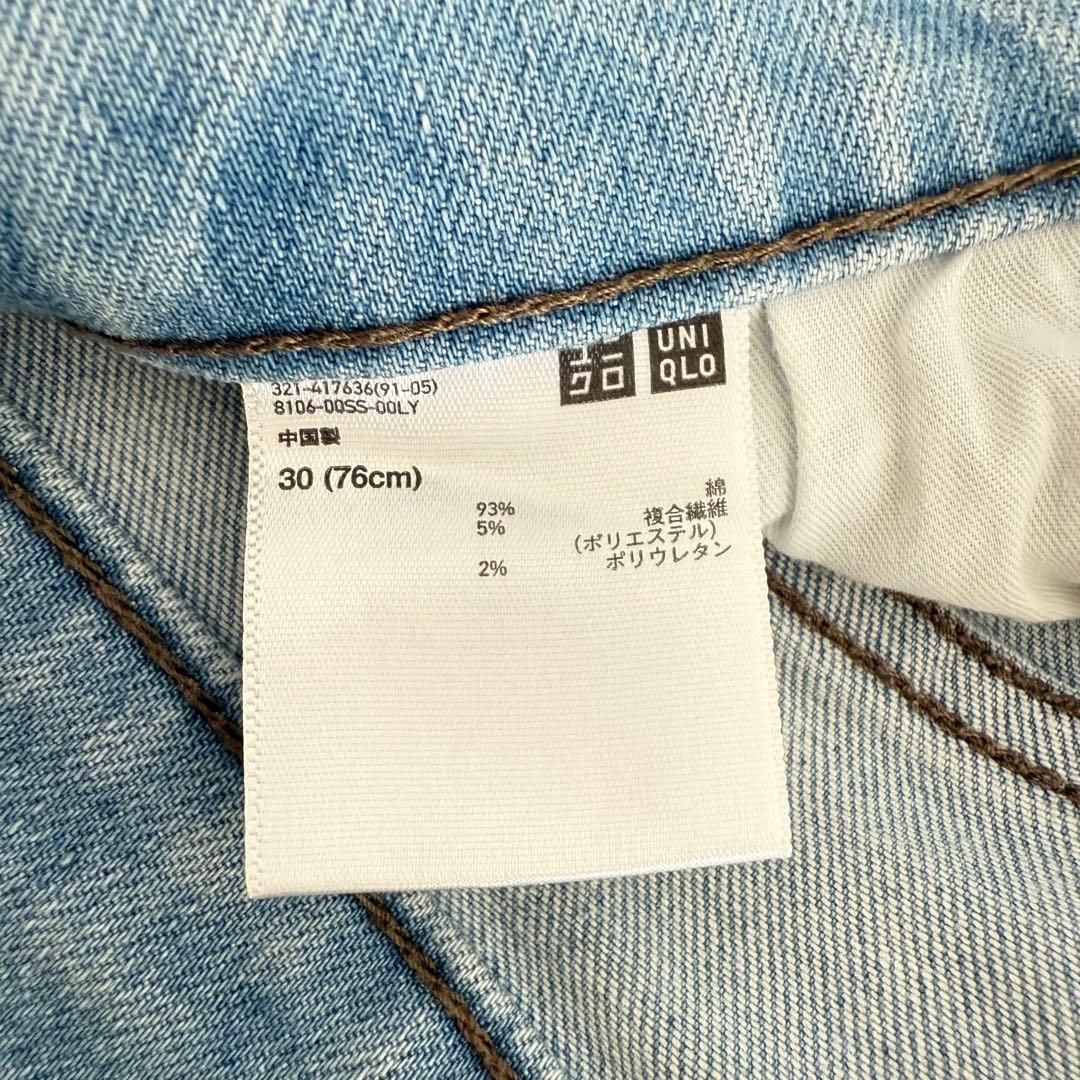 321-417636(91-05)
8106-00SS-00LY
ユニ
クロ
UNI
QLO
中国製
30 (76cm)
93% 綿
5% 複合繊維
(ポリエステル)
2% ポリウレタン